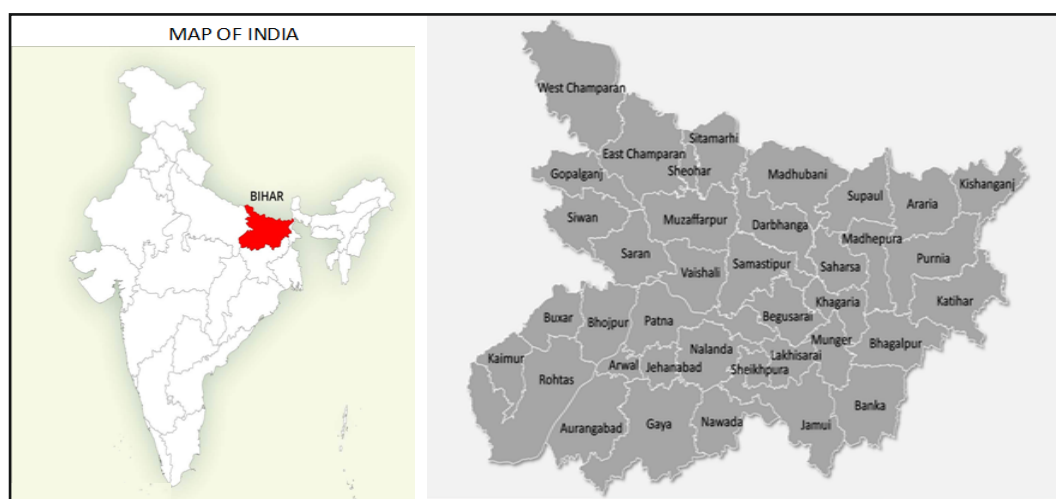 MAP OF INDIA
BIHAR
West Champaran
Sitamarhi
East Champaran
Sheohar
Gopalganj
Madhubani
Kishanganj
Supaul
Araria
Siwan
Muzaffarpur
Darbhanga
Madhepura
Saran
Samastipur
Saharsa
Purnia
Vaishali
Khagaria
Katihar
Buxar
Bhojpur
Patna
Begusarai
Munger
Bhagalpur
Kaimur
Nalanda
Lakhisarai
Arwal
Jehanabad
Sheikhpura
Rohtas
Banka
Aurangabad
Gaya
Nawada
Jamui